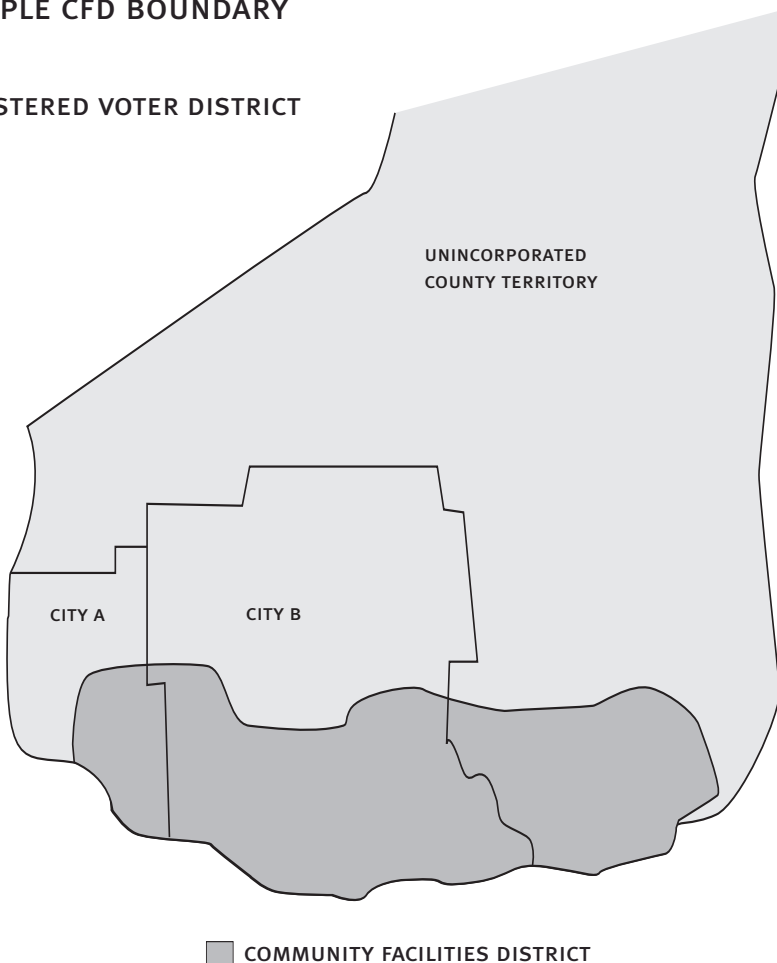 PLE CFD BOUNDARY
STERED VOTER DISTRICT
UNINCORPORATED
COUNTY TERRITORY
CITY A
CITY B
COMMUNITY FACILITIES DISTRICT